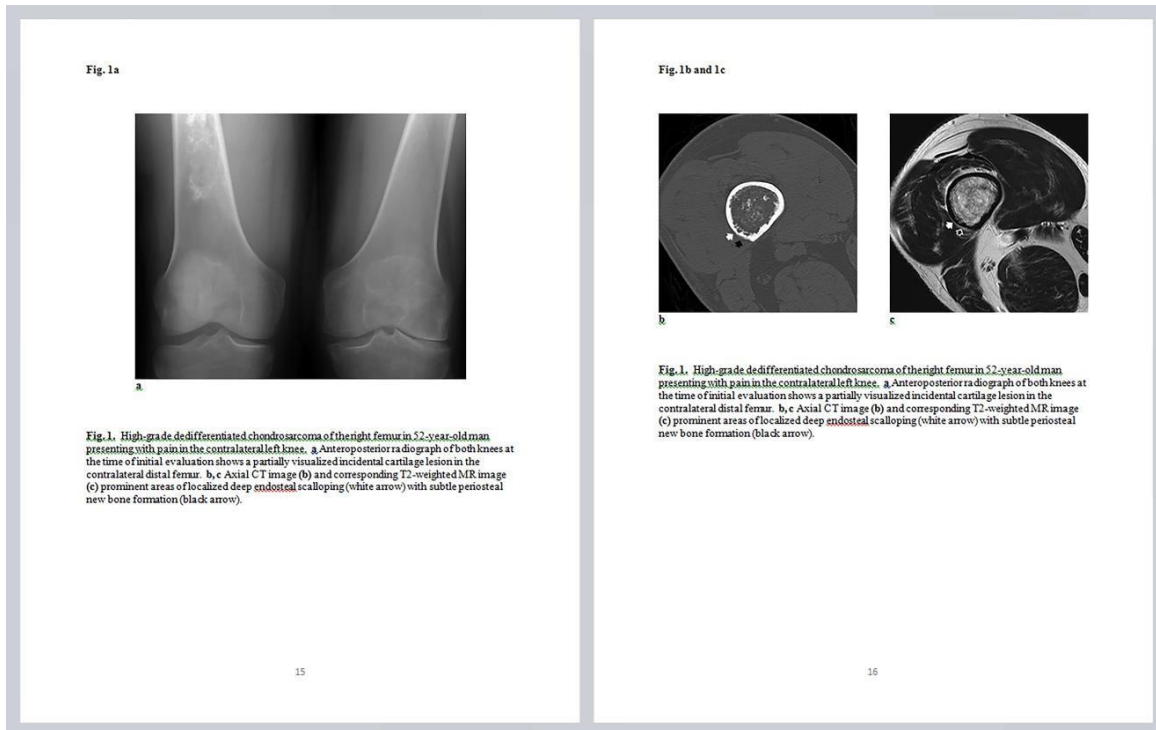 Fig. 1a
a
Fig. 1. High-grade dedifferentiated chondrosarcoma of theright femur in 52-year-old man
presenting with pain in the contralateral left knee. a Anteroposterior radiograph of both knees at
the time of initial evaluation shows a partially visualized incidental cartilage lesion in the
contralateral distal femur. b, c Axial CT image (b) and corresponding T2-weighted MR image
(c) prominent areas of localized deep endosteal scalloping (white arrow) with subtle periosteal
new bone formation (black arrow).
15
Fig. 1b and 1c
b
c
Fig. 1. High-grade dedifferentiated chondrosarcoma of theright femur in 52-year-old man
presenting with pain in the contralateral left knee. a Anteroposterior radiograph of both knees at
the time of initial evaluation shows a partially visualized incidental cartilage lesion in the
contralateral distal femur. b, c Axial CT image (b) and corresponding T2-weighted MR image
(c) prominent areas of localized deep endosteal scalloping (white arrow) with subtle periosteal
new bone formation (black arrow).
16